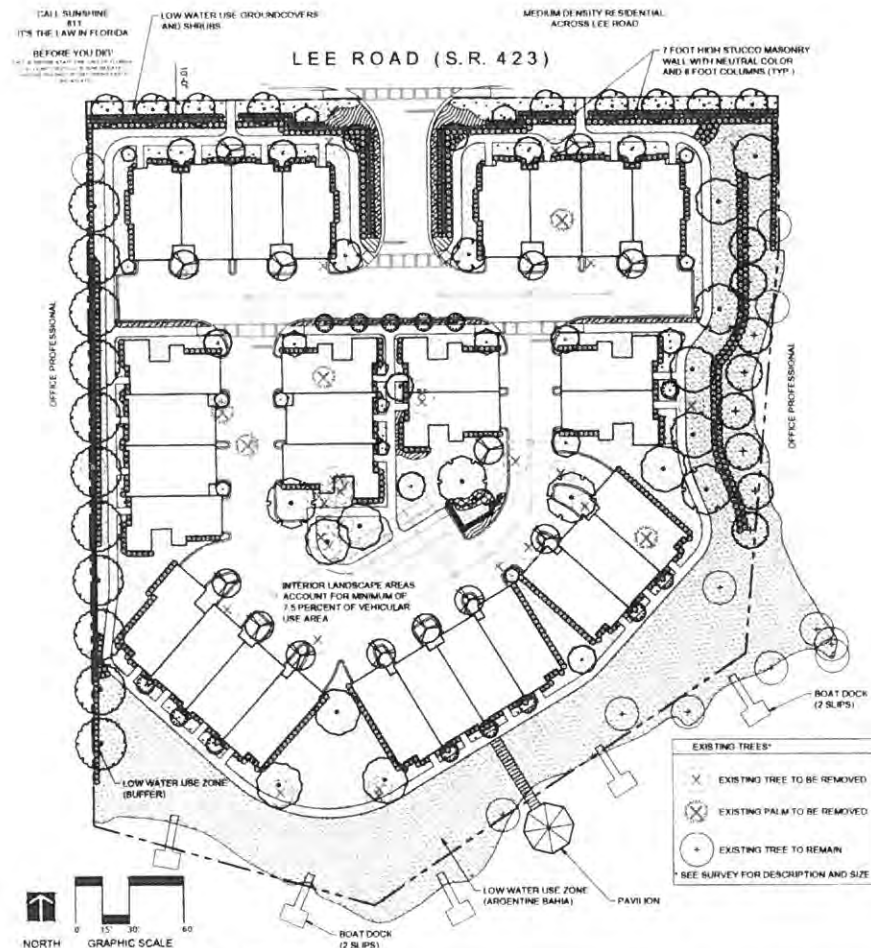 CALL SUNSHINE
811
IT'S THE LAW IN FLORIDA
BEFORE YOU DIG!
LOW WATER USE GROUNDCOVERS
AND SHRUBS
MEDIUM DENSITY RESIDENTIAL
ACROSS LEE ROAD
LEE ROAD (S.R. 423)
7 FOOT HIGH STUCCO MASONRY
WALL WITH NEUTRAL COLOR
AND 8 FOOT COLUMNS (TYP.)
10'-0"
OFFICE PROFESSIONAL
OFFICE PROFESSIONAL
INTERIOR LANDSCAPE AREAS
ACCOUNT FOR MINIMUM OF
7.5 PERCENT OF VEHICULAR
USE AREA
BOAT DOCK
(2 SLIPS)
LOW WATER USE ZONE
(BUFFER)
EXISTING TREES*
EXISTING TREE TO BE REMOVED
EXISTING PALM TO BE REMOVED
EXISTING TREE TO REMAIN
* SEE SURVEY FOR DESCRIPTION AND SIZE
LOW WATER USE ZONE
(ARGENTINE BAHIA)
PAVILION
BOAT DOCK
(2 SLIPS)
NORTH
GRAPHIC SCALE
0 15' 30' 60